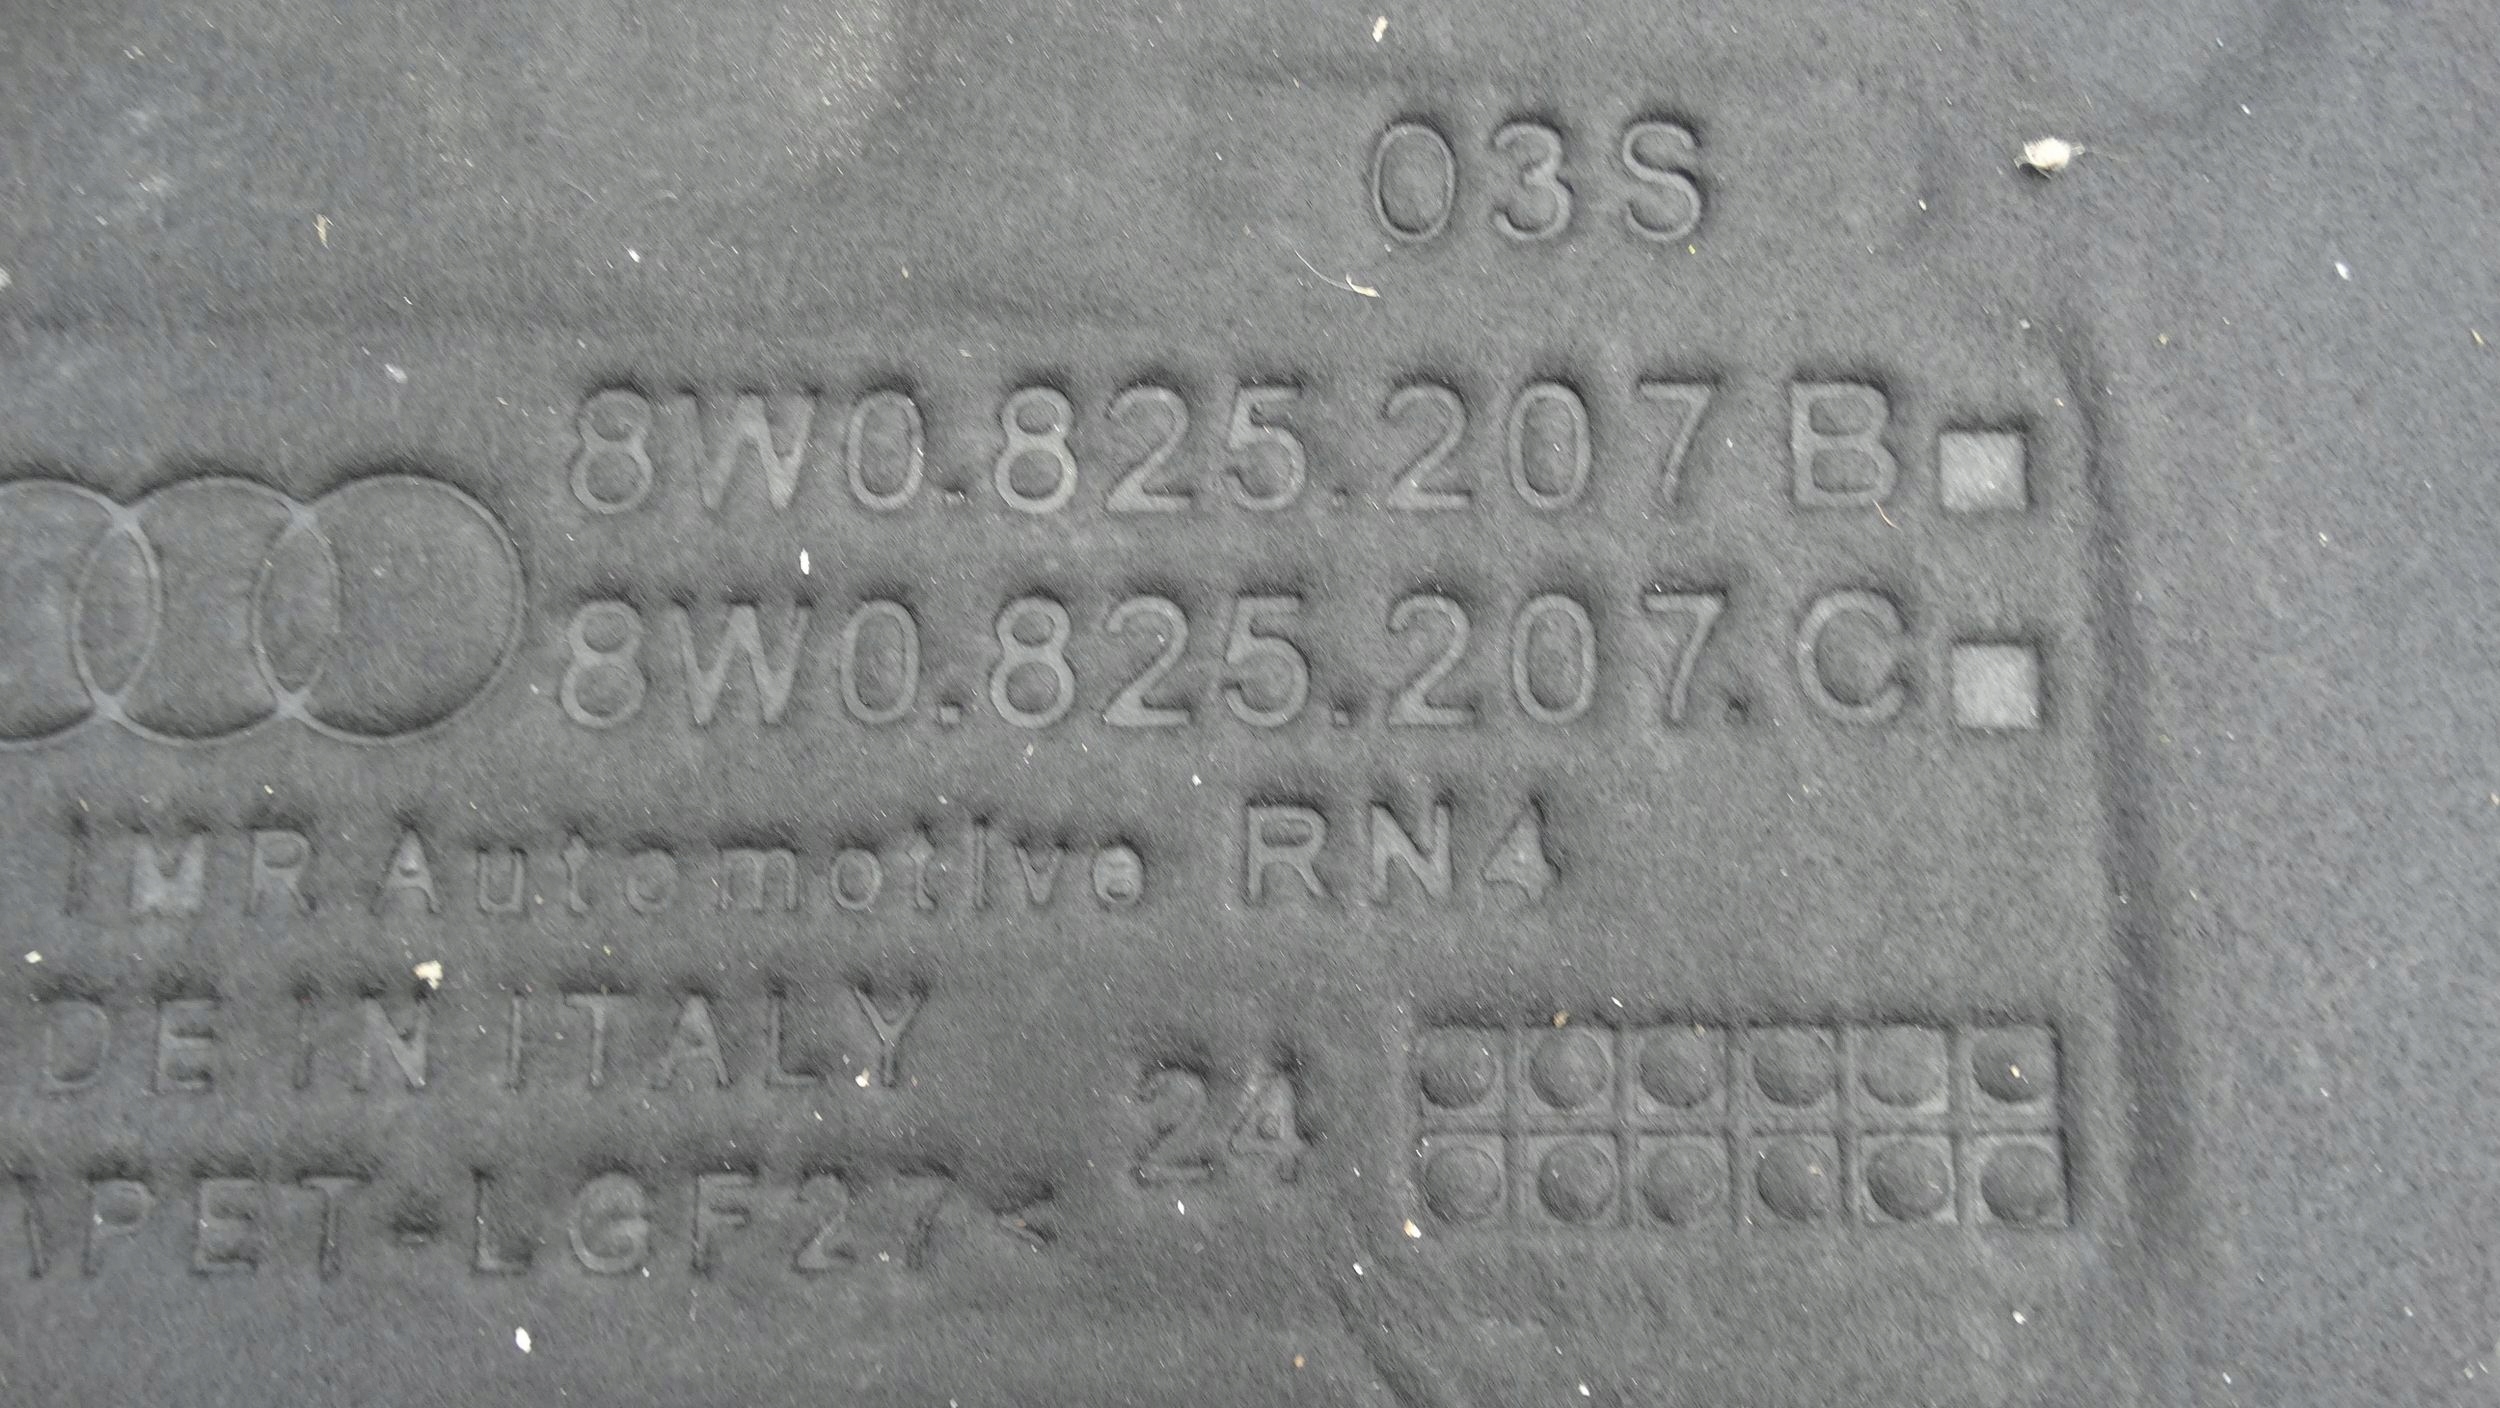 03S
8W0.825.207 B
8W0.825.207.C
IMR Automotive RN4
DE IN ITALY
24
PET-LGF27<